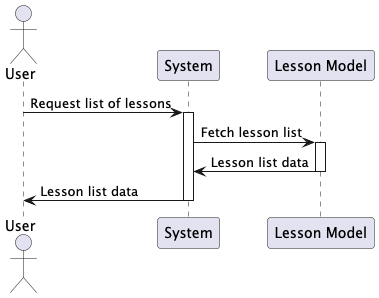 User
System
Lesson Model
Request list of lessons
Fetch lesson list
Lesson list data
Lesson list data
User
System
Lesson Model